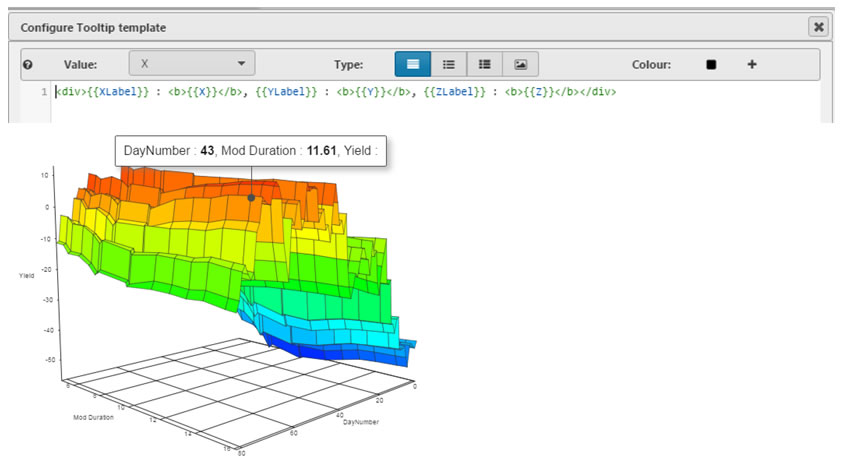 Configure Tooltip template
Value: X Type: Colour:
1 <div>{{XLabel}} : <b>{{X}}</b>, {{YLabel}} : <b>{{Y}}</b>, {{ZLabel}} : <b>{{Z}}</b></div>
DayNumber : 43, Mod Duration : 11.61, Yield :
10
0
-10
-20
Yield
-30
-40
-50
6
8
10
12
14
16
Mod Duration
0
20
40
60
80
DayNumber